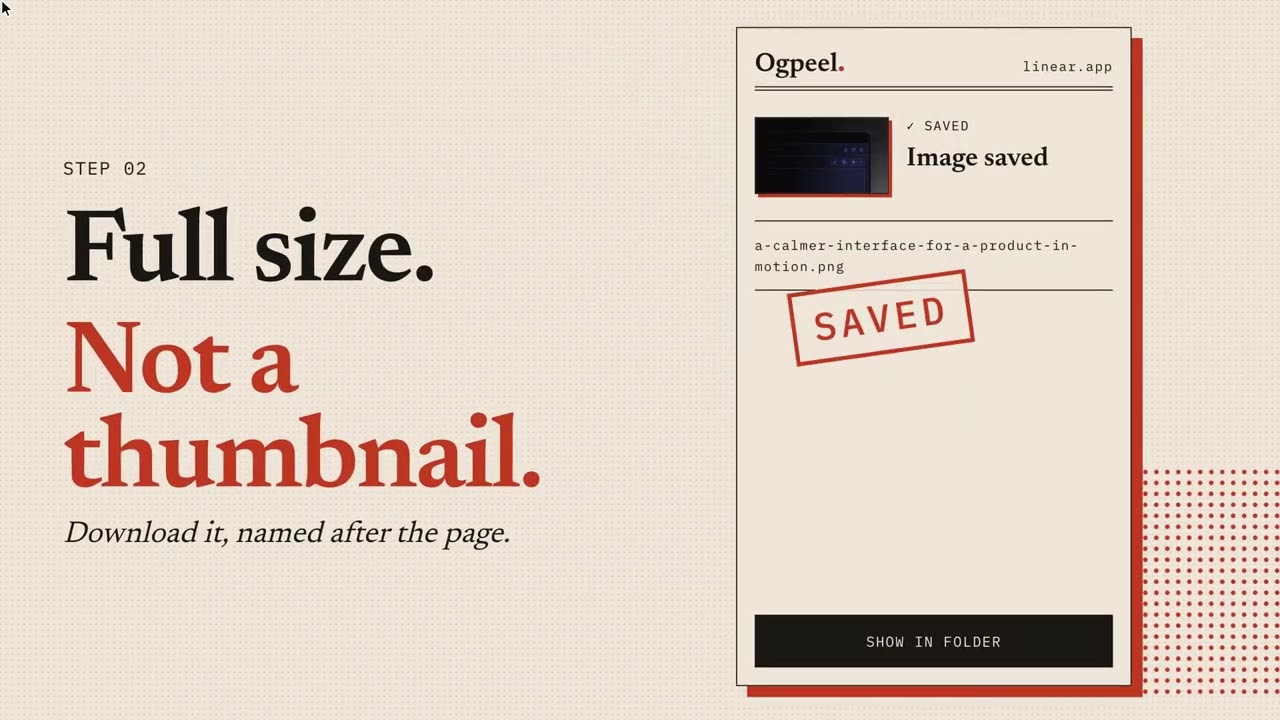 STEP 02
Full size.
Not a
thumbnail.
Download it, named after the page.
Ogpeel.
linear.app
✓ SAVED
Image saved
a-calmer-interface-for-a-product-in-
motion.png
SAVED
SHOW IN FOLDER